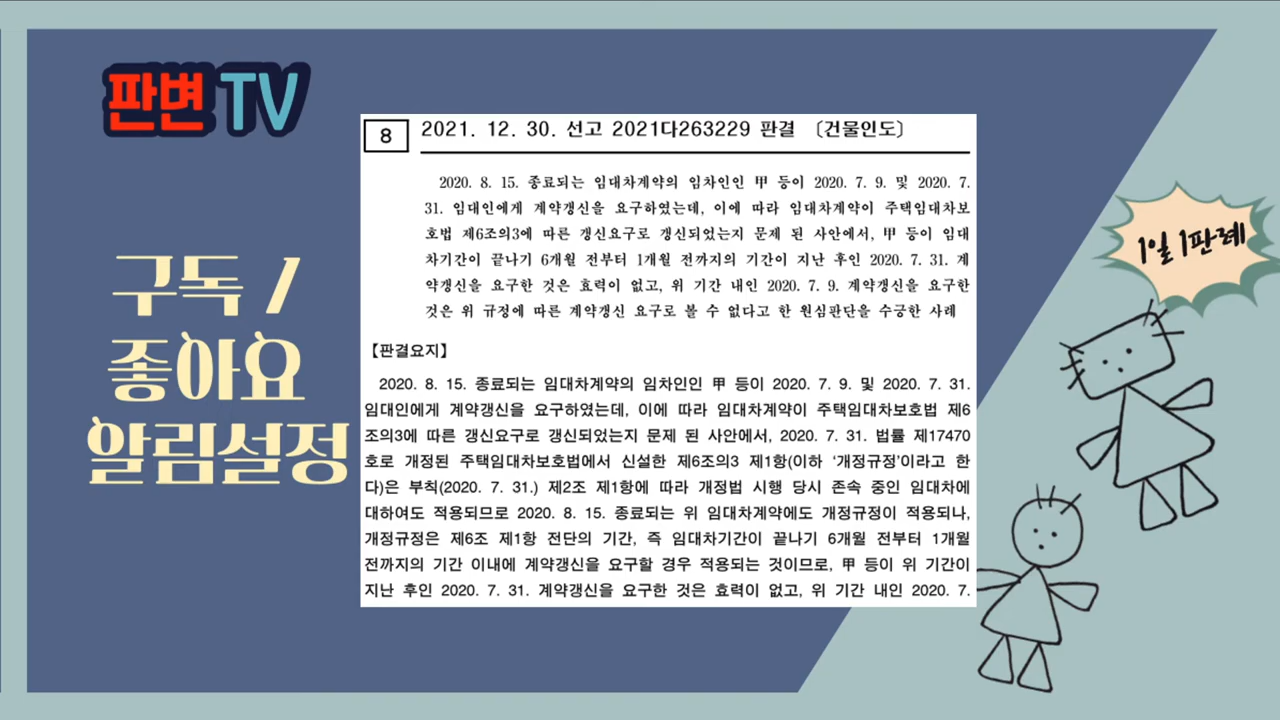 판변 TV
구독 /
좋아요
알림설정
8
2021. 12. 30. 선고 2021다263229 판결 〔건물인도〕
2020. 8. 15. 종료되는 임대차계약의 임차인인 甲 등이 2020. 7. 9. 및 2020. 7.
31. 임대인에게 계약갱신을 요구하였는데, 이에 따라 임대차계약이 주택임대차보
호법 제6조의3에 따른 갱신요구로 갱신되었는지 문제 된 사안에서, 甲 등이 임대
차기간이 끝나기 6개월 전부터 1개월 전까지의 기간이 지난 후인 2020. 7. 31. 계
약갱신을 요구한 것은 효력이 없고, 위 기간 내인 2020. 7. 9. 계약갱신을 요구한
것은 위 규정에 따른 계약갱신 요구로 볼 수 없다고 한 원심판단을 수긍한 사례
【판결요지】
2020. 8. 15. 종료되는 임대차계약의 임차인인 甲 등이 2020. 7. 9. 및 2020. 7. 31.
임대인에게 계약갱신을 요구하였는데, 이에 따라 임대차계약이 주택임대차보호법 제6
조의3에 따른 갱신요구로 갱신되었는지 문제 된 사안에서, 2020. 7. 31. 법률 제17470
호로 개정된 주택임대차보호법에서 신설한 제6조의3 제1항(이하 ‘개정규정’이라고 한
다)은 부칙(2020. 7. 31.) 제2조 제1항에 따라 개정법 시행 당시 존속 중인 임대차에
대하여도 적용되므로 2020. 8. 15. 종료되는 위 임대차계약에도 개정규정이 적용되나,
개정규정은 제6조 제1항 전단의 기간, 즉 임대차기간이 끝나기 6개월 전부터 1개월
전까지의 기간 이내에 계약갱신을 요구할 경우 적용되는 것이므로, 甲 등이 위 기간이
지난 후인 2020. 7. 31. 계약갱신을 요구한 것은 효력이 없고, 위 기간 내인 2020. 7.
1일 1판례